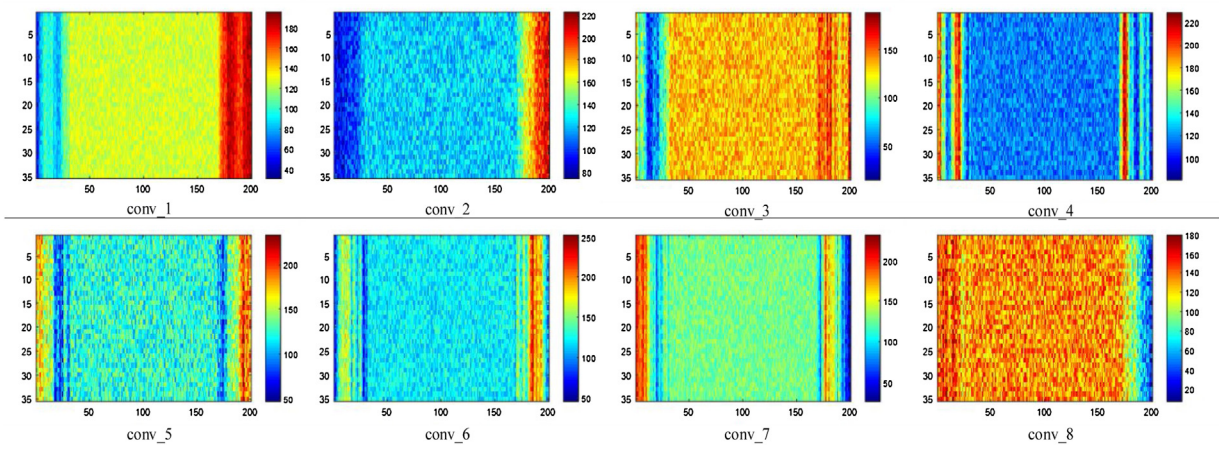 5 10 15 20 25 30 35
50 100 150 200
180 160 140 120 100 80 60 40
conv_1
5 10 15 20 25 30 35
50 100 150 200
220 200 180 160 140 120 100 80
conv_2
5 10 15 20 25 30 35
50 100 150 200
150 100 50
conv_3
5 10 15 20 25 30 35
50 100 150 200
220 200 180 160 140 120 100
conv_4
5 10 15 20 25 30 35
50 100 150 200
200 150 100 50
conv_5
5 10 15 20 25 30 35
50 100 150 200
250 200 150 100 50
conv_6
5 10 15 20 25 30 35
50 100 150 200
200 150 100 50
conv_7
5 10 15 20 25 30 35
50 100 150 200
180 160 140 120 100 80 60 40 20
conv_8